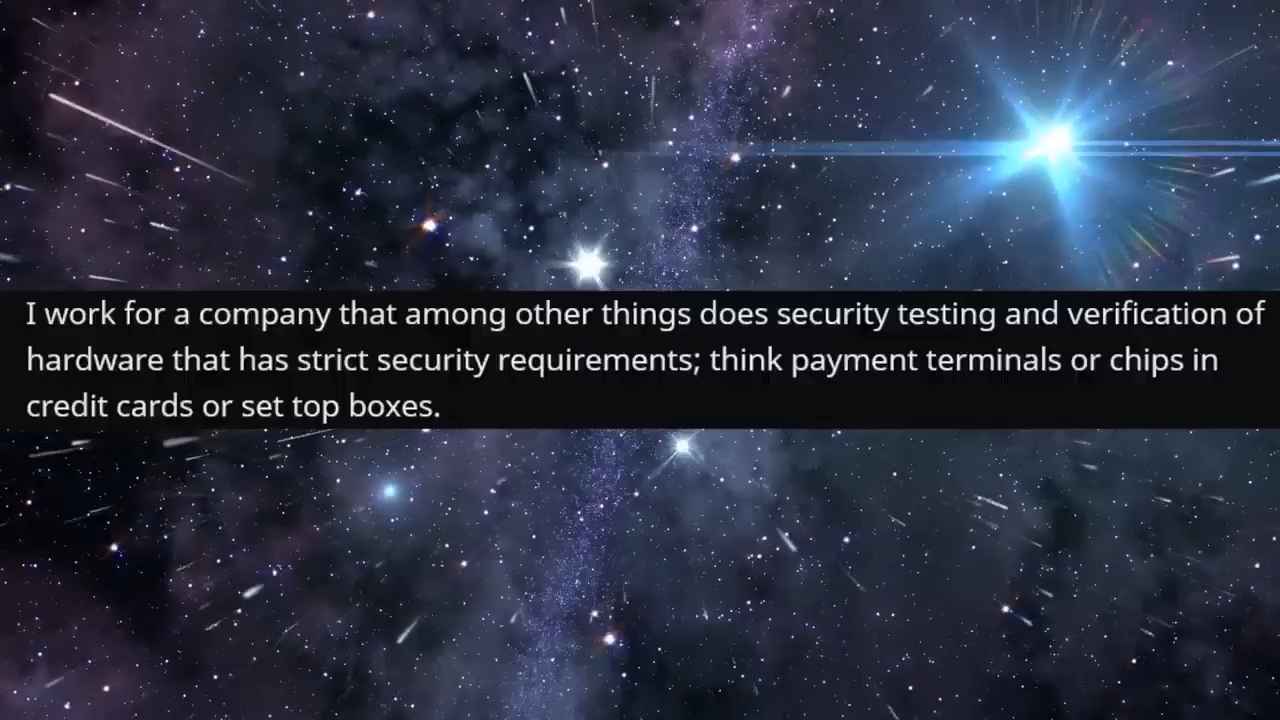 I work for a company that among other things does security testing and verification of
hardware that has strict security requirements; think payment terminals or chips in
credit cards or set top boxes.